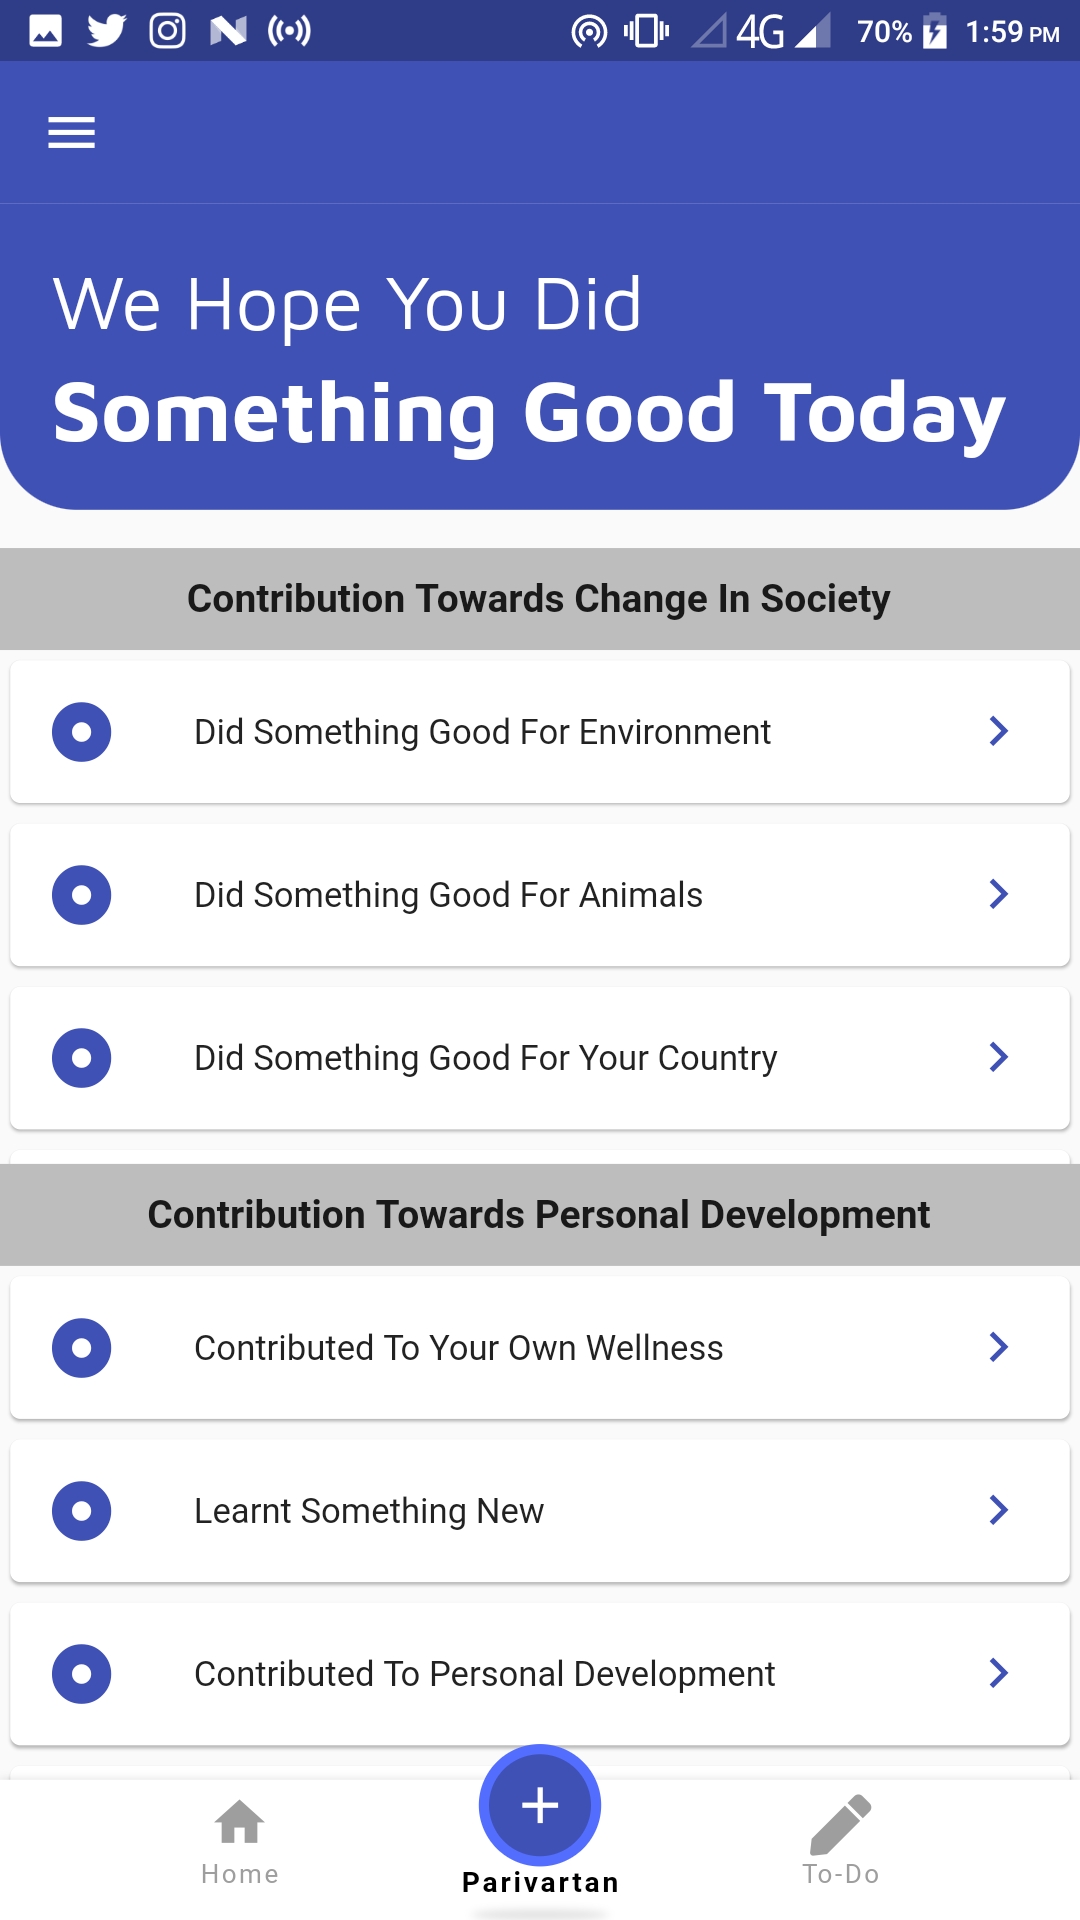 4G 70% 1:59 PM
We Hope You Did
Something Good Today
Contribution Towards Change In Society
Did Something Good For Environment
Did Something Good For Animals
Did Something Good For Your Country
Contribution Towards Personal Development
Contributed To Your Own Wellness
Learnt Something New
Contributed To Personal Development
Home
Parivartan
To-Do